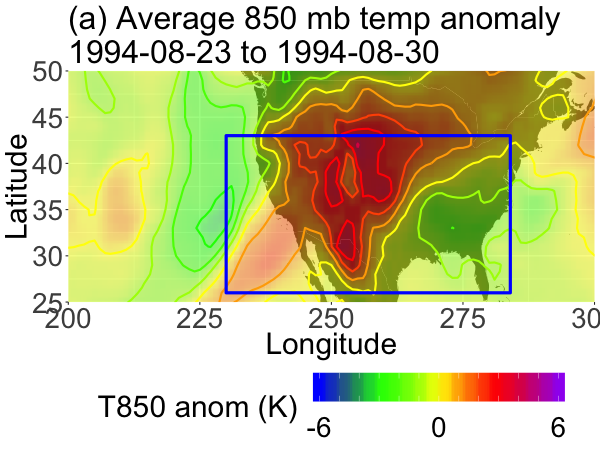 (a) Average 850 mb temp anomaly
1994-08-23 to 1994-08-30
50
45
40
35
30
25
Latitude
200 225 250 275 30
Longitude
T850 anom (K)
-6 0 6